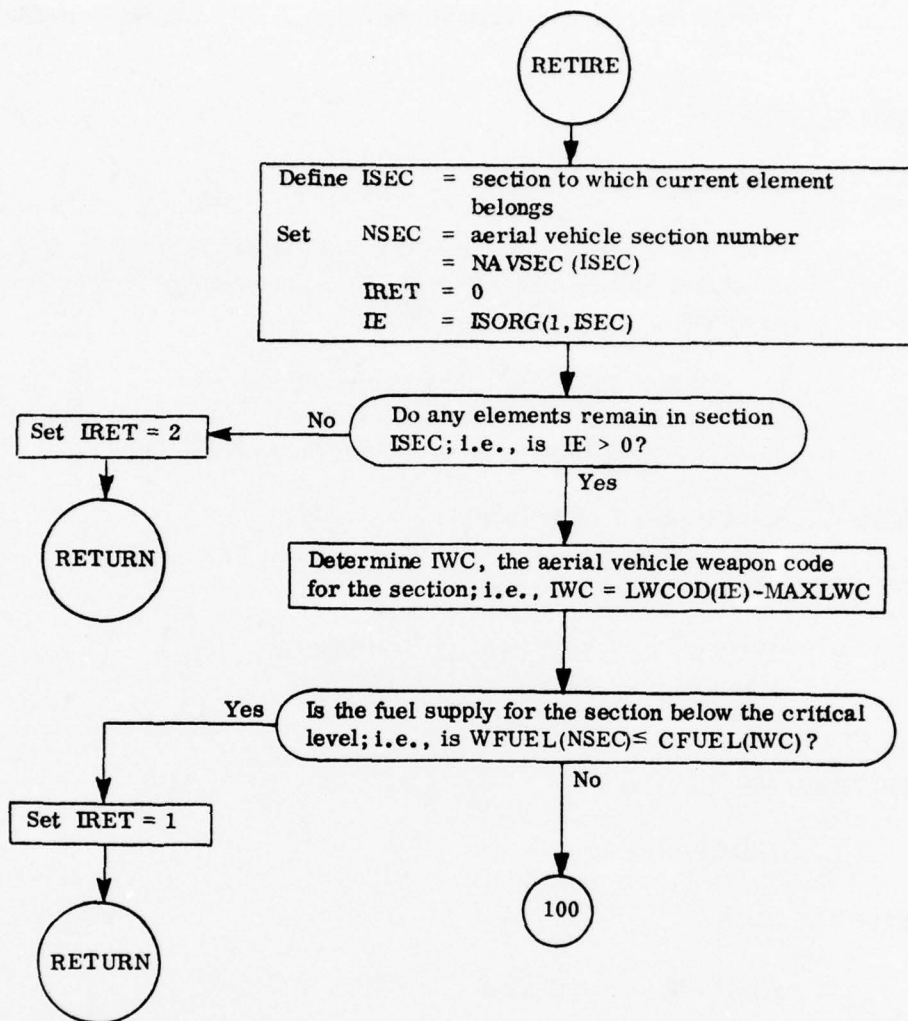 RETIRE
Define ISEC = section to which current element
belongs
Set NSEC = aerial vehicle section number
= NAVSEC (ISEC)
IRET = 0
IE = ISORG(1,ISEC)
Do any elements remain in section
ISEC; i.e., is IE > 0?
No
Set IRET = 2
RETURN
Yes
Determine IWC, the aerial vehicle weapon code
for the section; i.e., IWC = LWCOD(IE)-MAXLWC
Is the fuel supply for the section below the critical
level; i.e., is WFUEL(NSEC)≤ CFUEL(IWC) ?
Yes
Set IRET = 1
RETURN
No
100